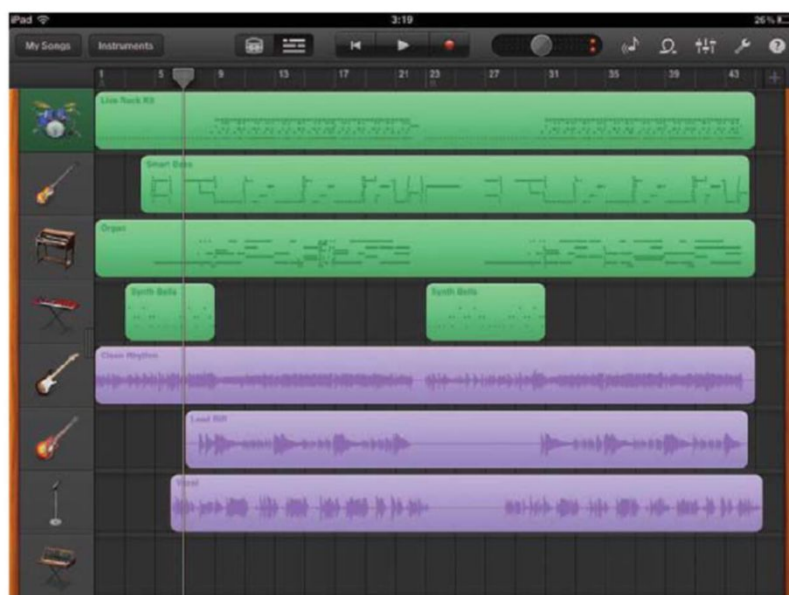 iPad 3:19 26%
My Songs Instruments ?
1 5 9 13 17 21 23 27 31 35 39 43 +
Live Rock Kit
Smart Bass
Organ
Synth Bells Synth Bells
Clean Rhythm
Lead Riff
Vocal